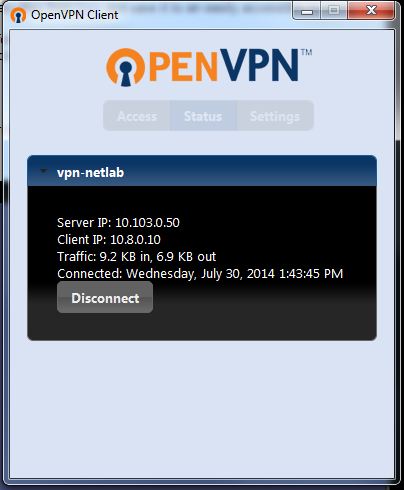 OpenVPN Client
OPENVPN™
Access Status Settings
vpn-netlab
Server IP: 10.103.0.50
Client IP: 10.8.0.10
Traffic: 9.2 KB in, 6.9 KB out
Connected: Wednesday, July 30, 2014 1:43:45 PM
Disconnect